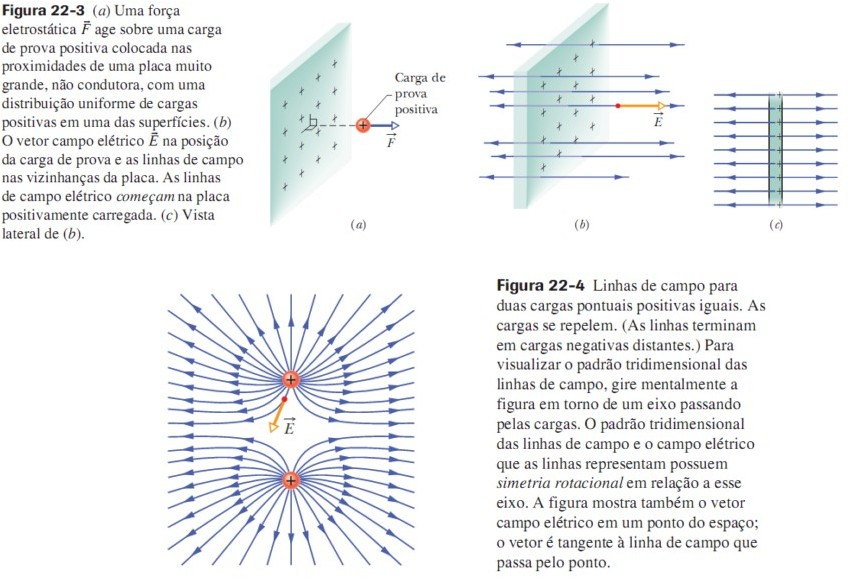 Figura 22-3 (a) Uma força
eletrostática F⃗ age sobre uma carga
de prova positiva colocada nas
proximidades de uma placa muito
grande, não condutora, com uma
distribuição uniforme de cargas
positivas em uma das superfícies. (b)
O vetor campo elétrico E⃗ na posição
da carga de prova e as linhas de campo
nas vizinhanças da placa. As linhas
de campo elétrico começam na placa
positivamente carregada. (c) Vista
lateral de (b).
Carga de
prova
positiva
F⃗
(a)
E⃗
(b)
(c)
E⃗
Figura 22-4 Linhas de campo para
duas cargas pontuais positivas iguais. As
cargas se repelem. (As linhas terminam
em cargas negativas distantes.) Para
visualizar o padrão tridimensional das
linhas de campo, gire mentalmente a
figura em torno de um eixo passando
pelas cargas. O padrão tridimensional
das linhas de campo e o campo elétrico
que as linhas representam possuem
simetria rotacional em relação a esse
eixo. A figura mostra também o vetor
campo elétrico em um ponto do espaço;
o vetor é tangente à linha de campo que
passa pelo ponto.